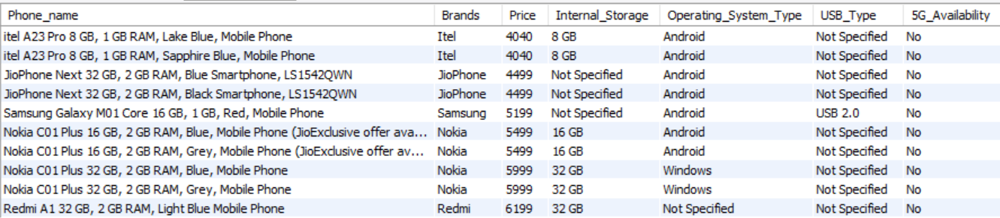 Phone_name Brands Price Internal_Storage Operating_System_Type USB_Type 5G_Availability
itel A23 Pro 8 GB, 1 GB RAM, Lake Blue, Mobile Phone Itel 4040 8 GB Android Not Specified No
itel A23 Pro 8 GB, 1 GB RAM, Sapphire Blue, Mobile Phone Itel 4040 8 GB Android Not Specified No
JioPhone Next 32 GB, 2 GB RAM, Blue Smartphone, LS1542QWN JioPhone 4499 Not Specified Android Not Specified No
JioPhone Next 32 GB, 2 GB RAM, Black Smartphone, LS1542QWN JioPhone 4499 Not Specified Android Not Specified No
Samsung Galaxy M01 Core 16 GB, 1 GB, Red, Mobile Phone Samsung 5199 Not Specified Android USB 2.0 No
Nokia C01 Plus 16 GB, 2 GB RAM, Blue, Mobile Phone (JioExclusive offer ava... Nokia 5499 16 GB Android Not Specified No
Nokia C01 Plus 16 GB, 2 GB RAM, Grey, Mobile Phone (JioExclusive offer av... Nokia 5499 16 GB Android Not Specified No
Nokia C01 Plus 32 GB, 2 GB RAM, Blue, Mobile Phone Nokia 5999 32 GB Windows Not Specified No
Nokia C01 Plus 32 GB, 2 GB RAM, Grey, Mobile Phone Nokia 5999 32 GB Windows Not Specified No
Redmi A1 32 GB, 2 GB RAM, Light Blue Mobile Phone Redmi 6199 32 GB Not Specified Not Specified No